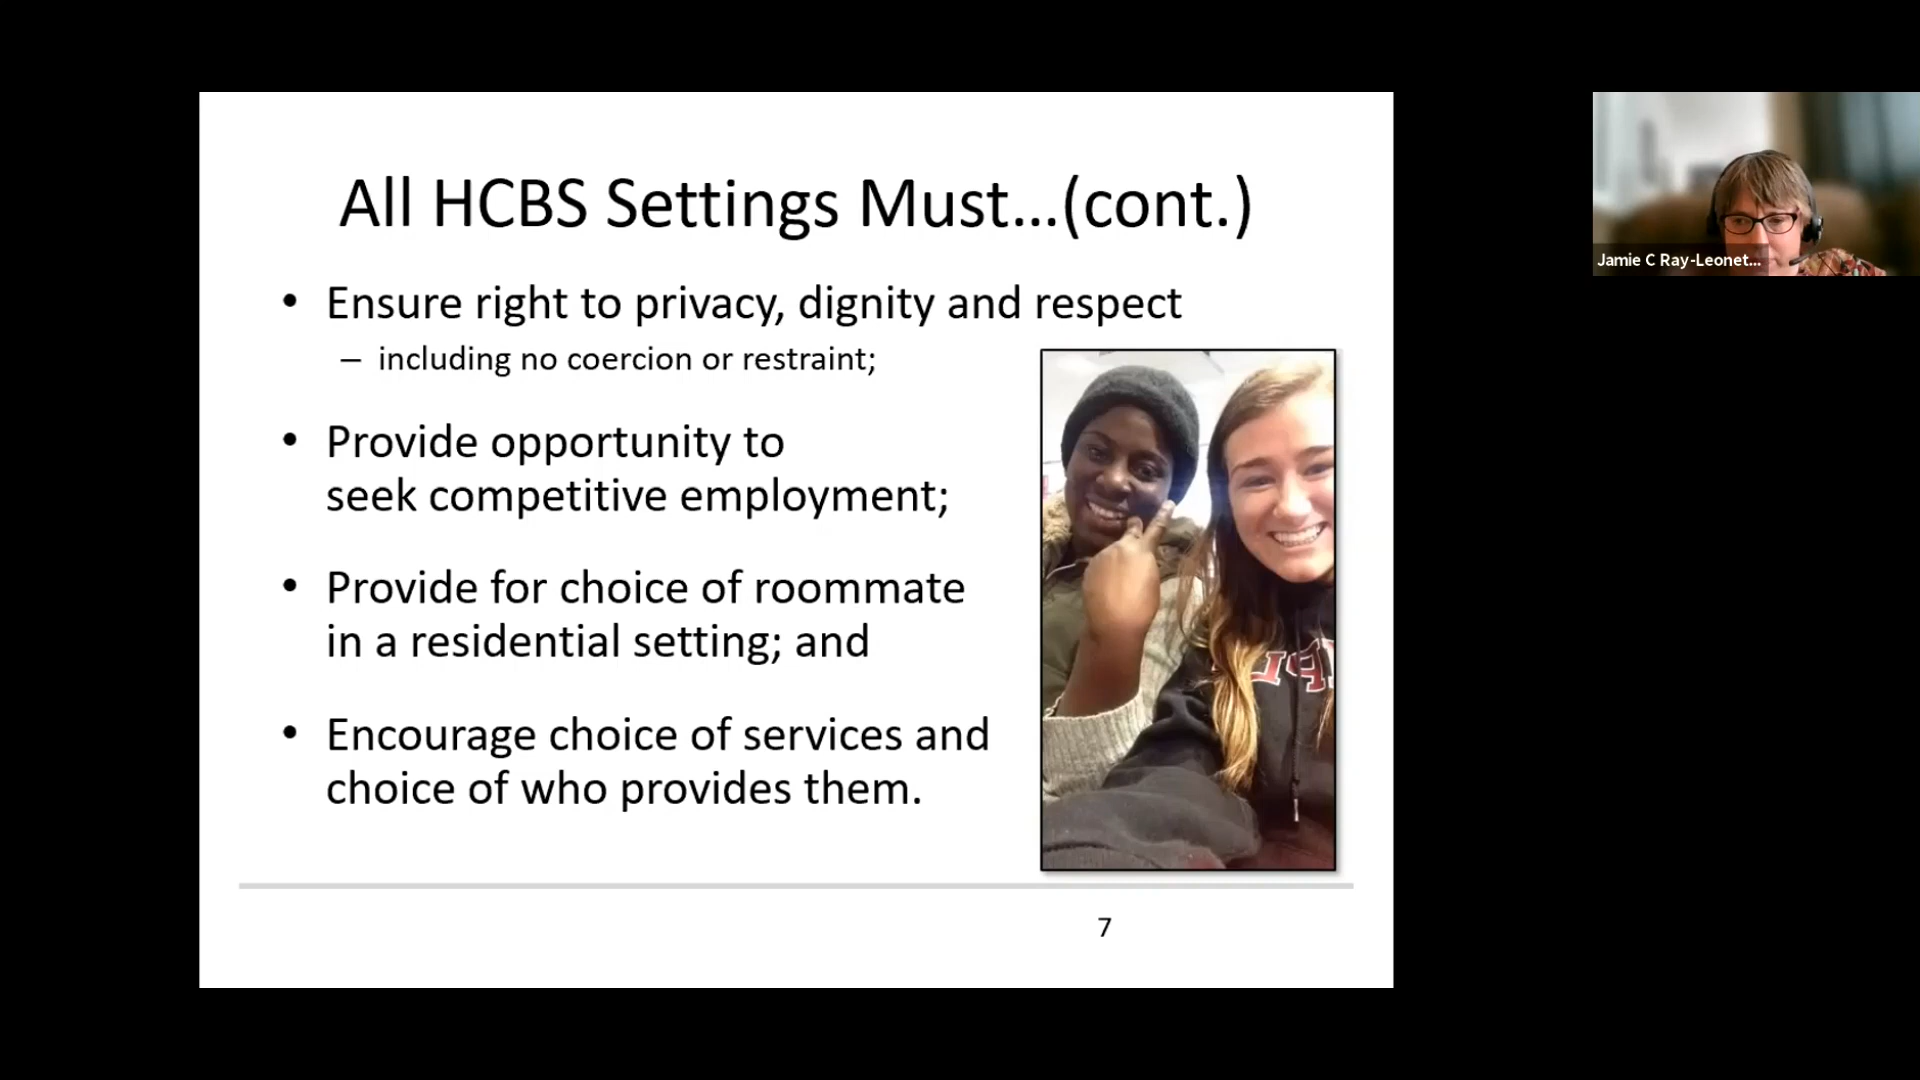 All HCBS Settings Must...(cont.)
• Ensure right to privacy, dignity and respect
– including no coercion or restraint;
• Provide opportunity to
seek competitive employment;
• Provide for choice of roommate
in a residential setting; and
• Encourage choice of services and
choice of who provides them.
7
Jamie C Ray-Leonet...